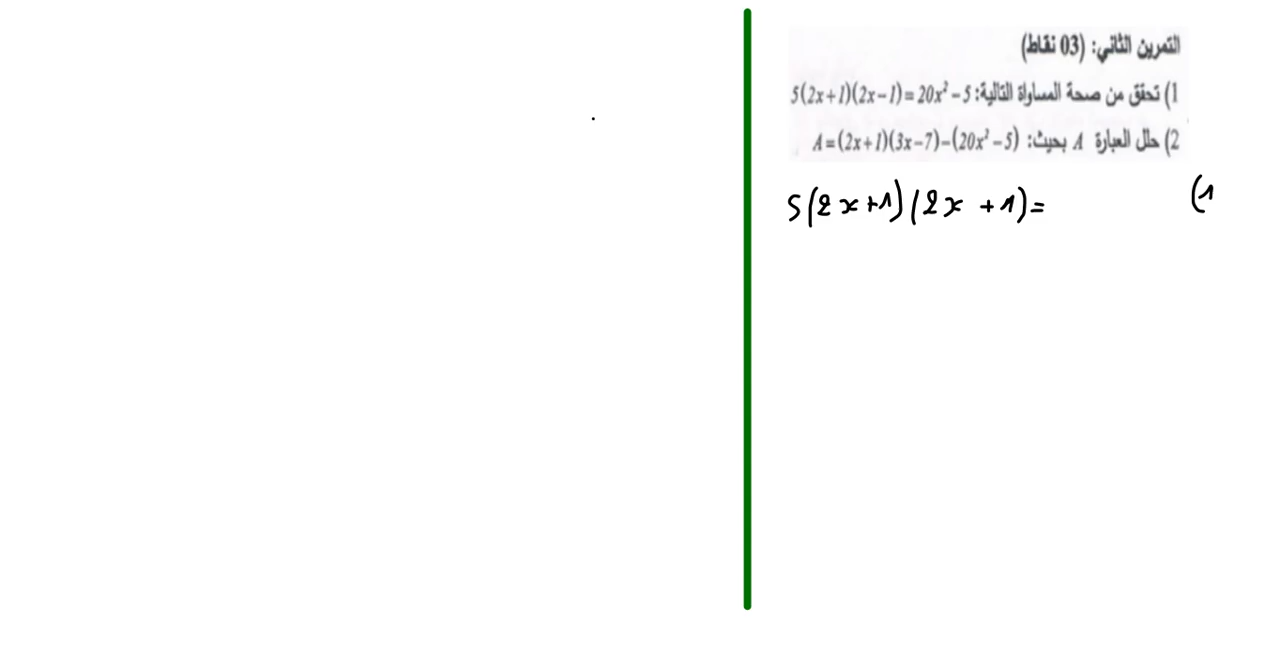 التمرين الثاني: (03 نقاط)
1) تحقق من صحة المساواة التالية: 5(2x+1)(2x-1)=20x²-5
2) حلل العبارة A بحيث: A=(2x+1)(3x-7)-(20x²-5)
(1 5(2x+1)(2x+1)=